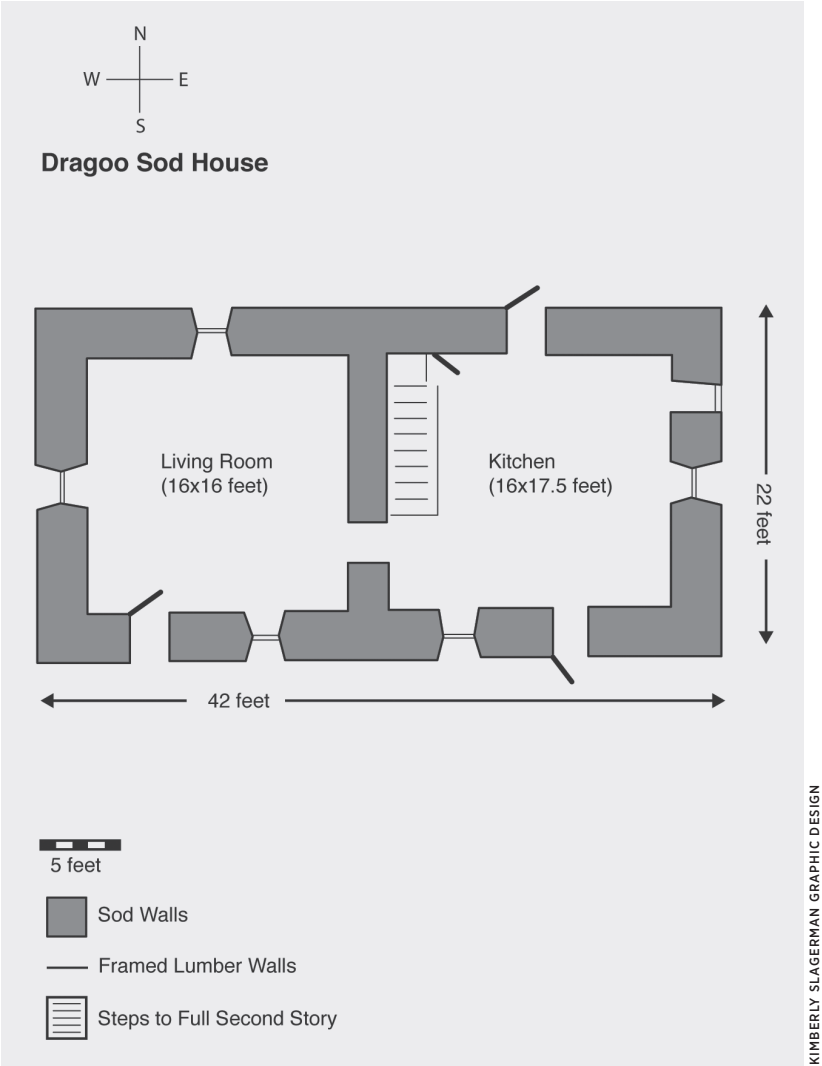 N
W E
S
Dragoo Sod House
Living Room
(16x16 feet)
Kitchen
(16x17.5 feet)
22 feet
42 feet
5 feet
Sod Walls
Framed Lumber Walls
Steps to Full Second Story
KIMBERLY SLAGERMAN GRAPHIC DESIGN